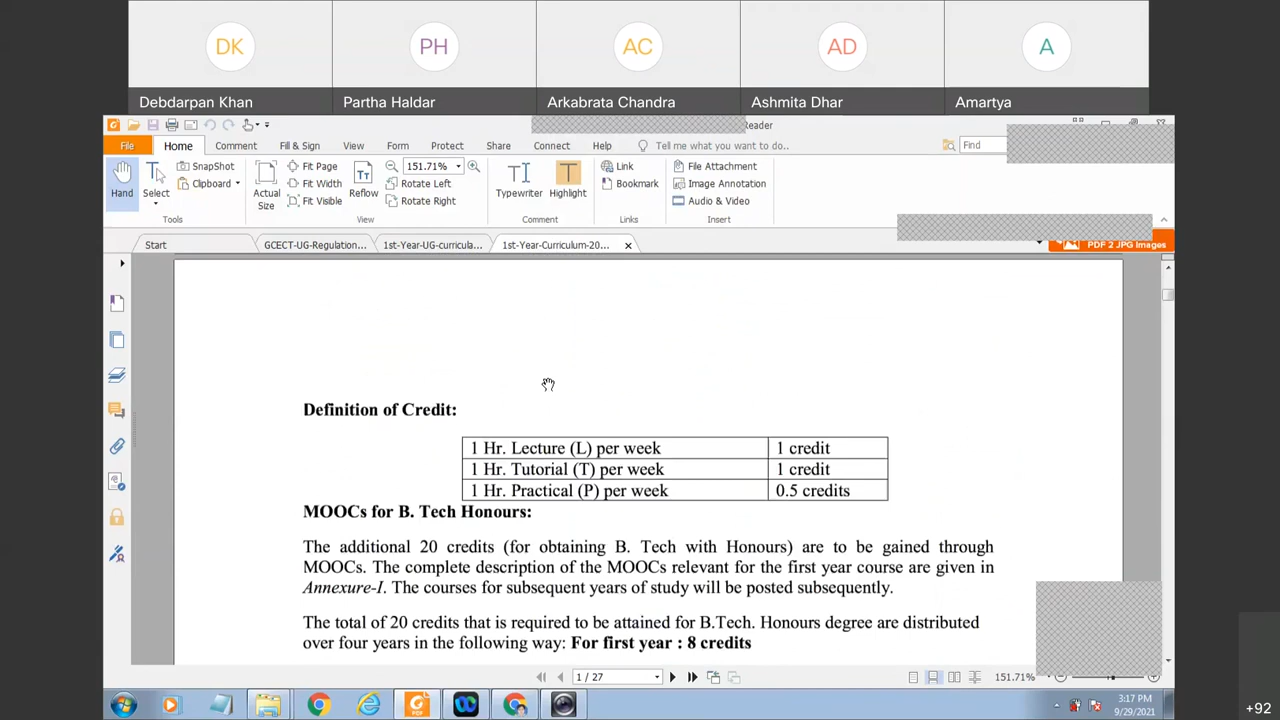 DK PH AC AD A
Debdarpan Khan Partha Haldar Arkabrata Chandra Ashmita Dhar Amartya
Reader
File Home Comment View Form Protect Share Connect Help Tell me what you want to do.. Find
Fill & Sign
Hand Select SnapShot Clipboard Actual Size Fit Page Fit Width Fit Visible Reflow 151.71% Rotate Left Rotate Right Typewriter Highlight Link Bookmark File Attachment Image Annotation Audio & Video
Tools View Comment Links Insert
Start GCECT-UG-Regulation... 1st-Year-UG-curricula... 1st-Year-Curriculum-20... PDF 2 JPG Images
Definition of Credit:
1 Hr. Lecture (L) per week 1 credit
1 Hr. Tutorial (T) per week 1 credit
1 Hr. Practical (P) per week 0.5 credits
MOOCs for B. Tech Honours:
The additional 20 credits (for obtaining B. Tech with Honours) are to be gained through
MOOCs. The complete description of the MOOCs relevant for the first year course are given in
Annexure-I. The courses for subsequent years of study will be posted subsequently.
The total of 20 credits that is required to be attained for B.Tech. Honours degree are distributed
over four years in the following way: For first year : 8 credits
1 / 27 151.71%
3:17 PM
9/29/2021
+92